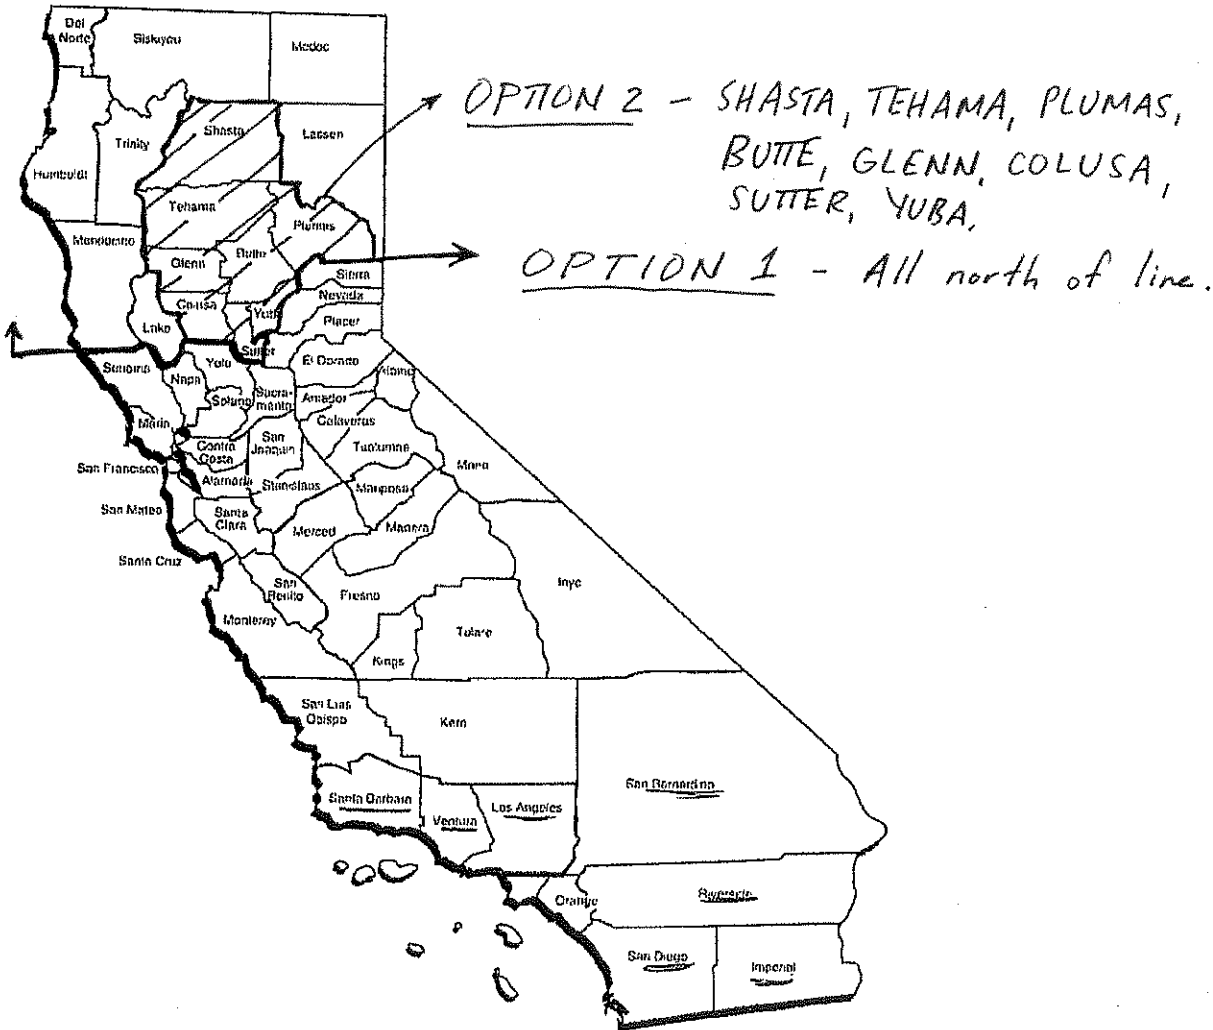 Del
Norte
Siskiyou
Modoc
OPTION 2 - SHASTA, TEHAMA, PLUMAS,
BUTTE, GLENN, COLUSA,
SUTTER, YUBA.
Shasta
Lassen
Trinity
Humboldt
Tehama
Plumas
Mendocino
Glenn
Butte
OPTION 1 - All north of line.
Sierra
Colusa
Nevada
Yuba
Placer
Lake
Sutter
Sonoma
Yolo
El Dorado
Napa
Alpine
Solano
Sacra-
mento
Amador
Marin
Calaveras
Contra
Costa
San
Joaquin
Tuolumne
San Francisco
Mono
Alameda
Stanislaus
Mariposa
San Mateo
Santa
Clara
Merced
Madera
Santa Cruz
San
Benito
Fresno
Inyo
Monterey
Tulare
Kings
San Luis
Obispo
Kern
San Bernardino
Santa Barbara
Ventura
Los Angeles
Orange
Riverside
San Diego
Imperial